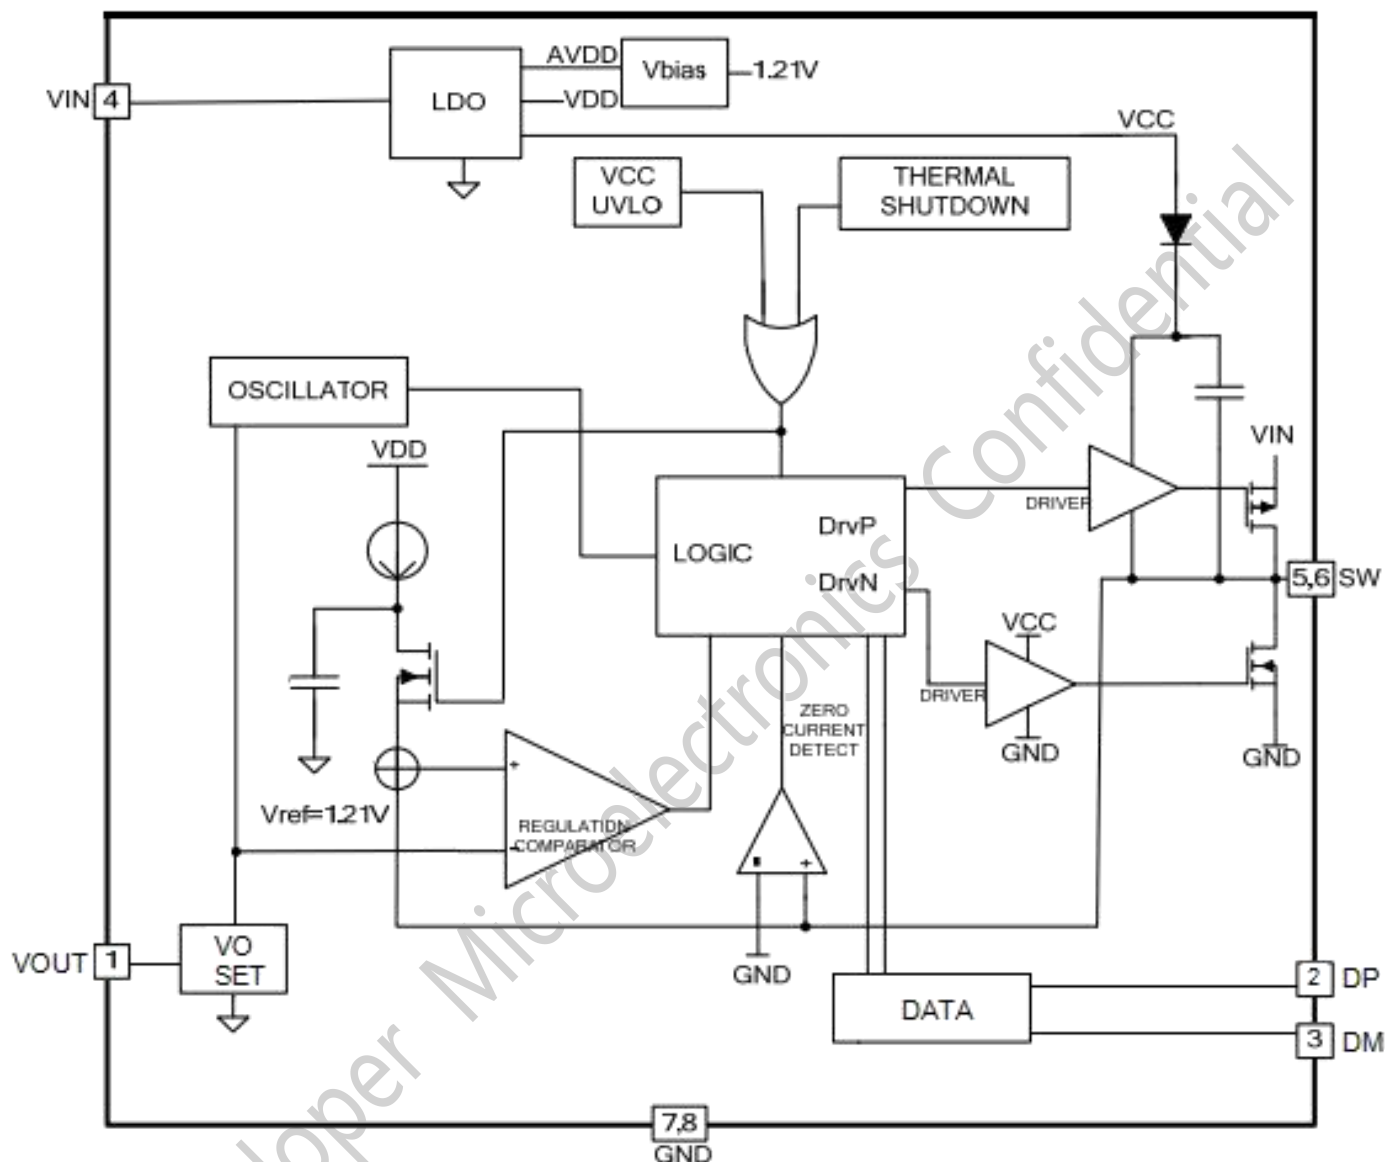 AVDD
Vbias
1.21V
VIN
4
LDO
VDD
VCC
VCC
UVLO
THERMAL
SHUTDOWN
OSCILLATOR
VDD
VIN
DRIVER
DrvP
LOGIC
DrvN
5,6
SW
VCC
DRIVER
GND
GND
ZERO
CURRENT
DETECT
+
Vref=1.21V
REGULATION
COMPARATOR
-
+
VOUT
1
VO
SET
GND
DATA
2
DP
3
DM
7,8
GND
loper Microelectronics Confidential